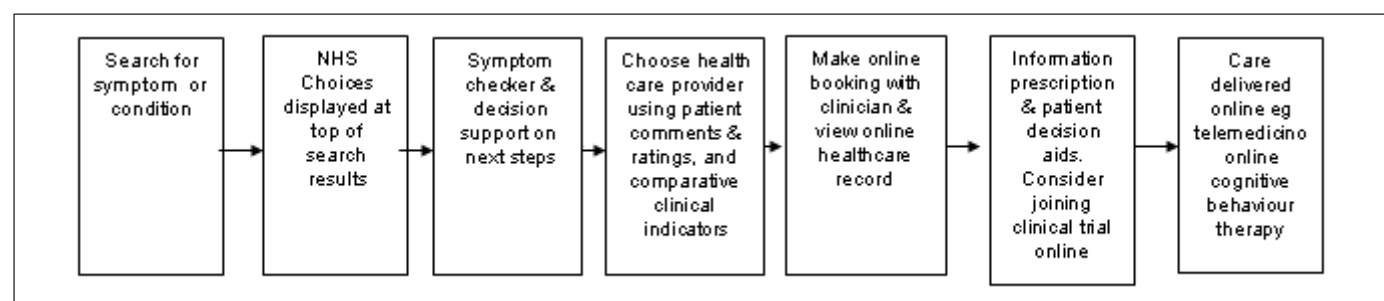 Search for
symptom or
condition
NHS
Choices
displayed at
top of
search
results
Symptom
checker &
decision
support on
next steps
Choose health
care provider
using patient
comments &
ratings, and
comparative
clinical
indicators
Make online
booking with
clinician &
view online
healthcare
record
Information
prescription
& patient
decision
aids.
Consider
joining
clinical trial
online
Care
delivered
online eg
telemedicino
online
cognitive
behaviour
therapy